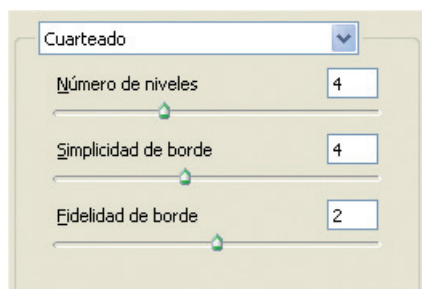 Cuarteado
Número de niveles 4
Simplicidad de borde 4
Fidelidad de borde 2